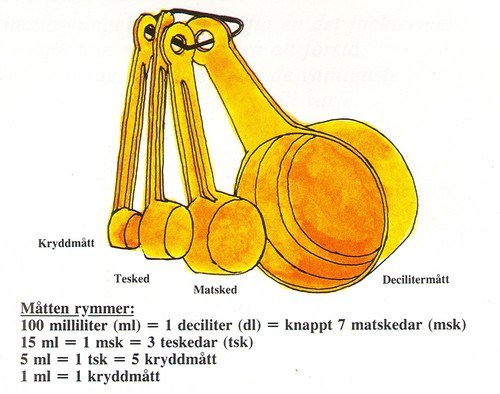 Kryddmått
Tesked
Matsked
Decilitermått
Måtten rymmer:
100 milliliter (ml) = 1 deciliter (dl) = knappt 7 matskedar (msk)
15 ml = 1 msk = 3 teskedar (tsk)
5 ml = 1 tsk = 5 kryddmått
1 ml = 1 kryddmått